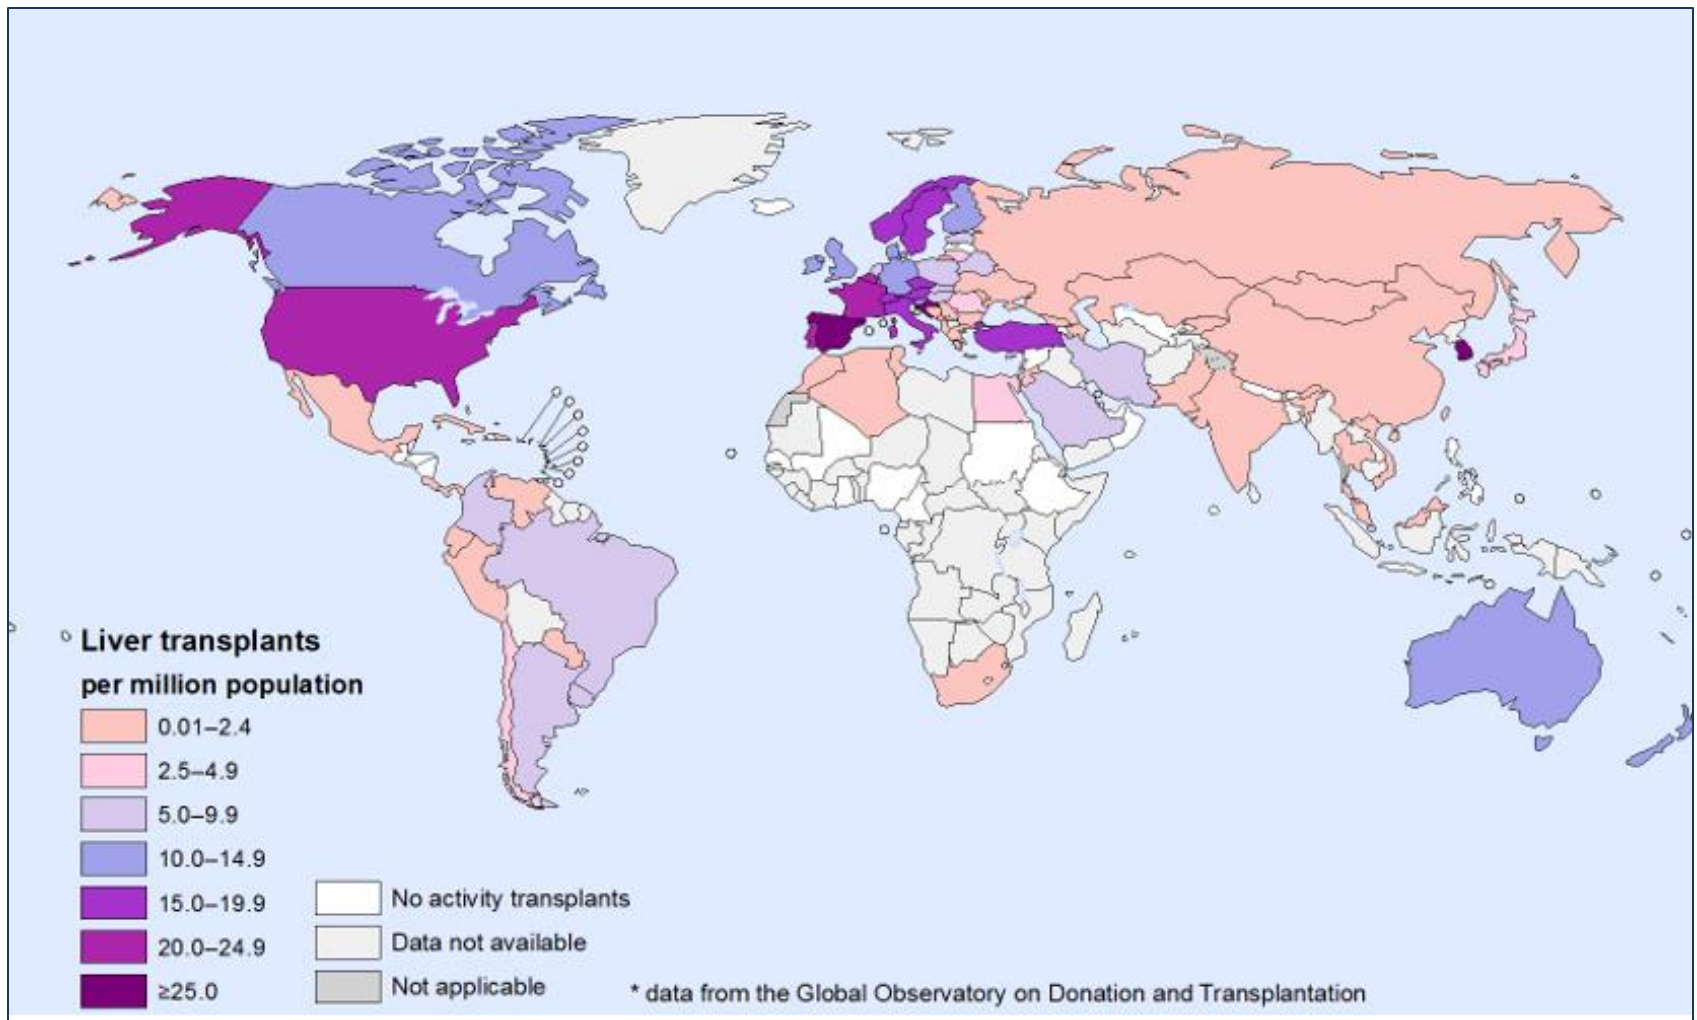 Liver transplants
per million population
0.01–2.4
2.5–4.9
5.0–9.9
10.0–14.9
15.0–19.9
20.0–24.9
≥25.0
No activity transplants
Data not available
Not applicable
* data from the Global Observatory on Donation and Transplantation